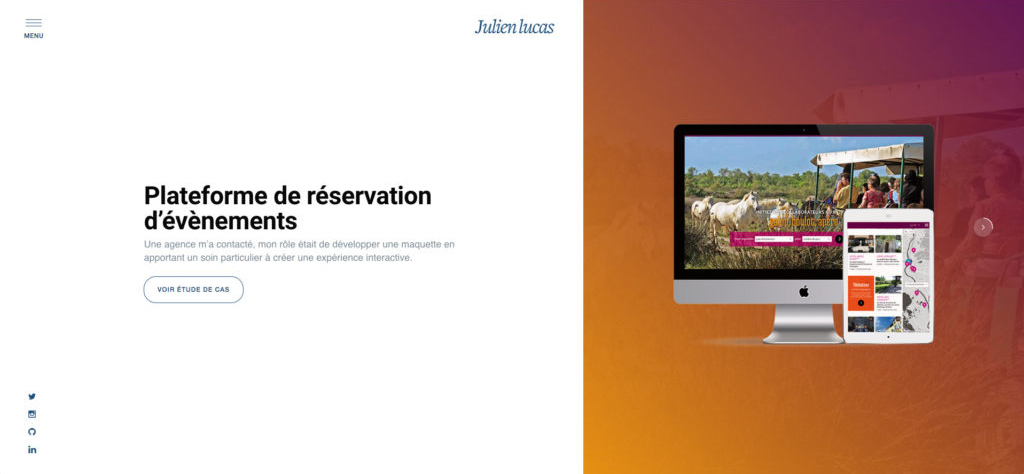 MENU
Julien lucas
Plateforme de réservation
d’évènements
Une agence m’a contacté, mon rôle était de développer une maquette en
apportant un soin particulier à créer une expérience interactive.
VOIR ÉTUDE DE CAS